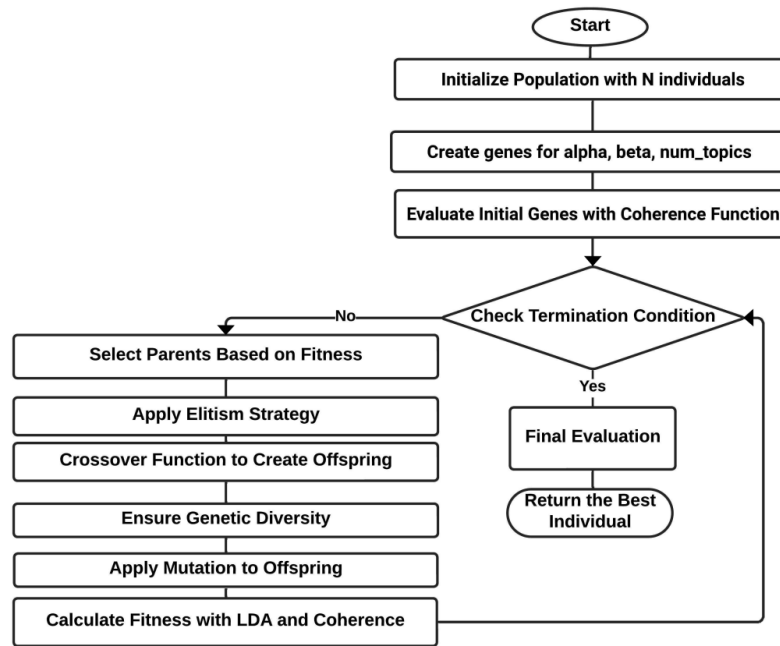 Start
Initialize Population with N individuals
Create genes for alpha, beta, num_topics
Evaluate Initial Genes with Coherence Function
Check Termination Condition
No
Select Parents Based on Fitness
Apply Elitism Strategy
Crossover Function to Create Offspring
Ensure Genetic Diversity
Apply Mutation to Offspring
Calculate Fitness with LDA and Coherence
Yes
Final Evaluation
Return the Best
Individual